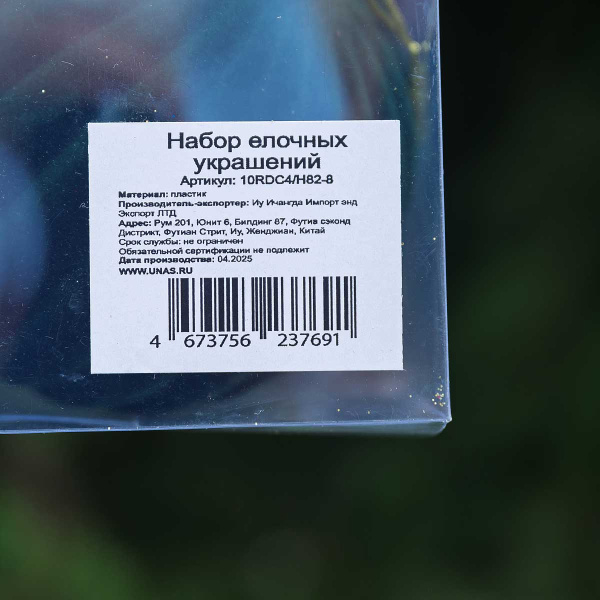 Набор елочных
украшений
Артикул: 10RDC4/H82-8
Материал: пластик
Производитель-экспортер: Иу Ичангда Импорт энд
Экспорт ЛТД
Адрес: Рум 201, Юнит 6, Билдинг 87, Футив сэконд
Дистрикт, Футиан Стрит, Иу, Женджиан, Китай
Срок службы: не ограничен
Обязательной сертификации не подлежит
Дата производства: 04.2025
WWW.UNAS.RU
4 673756 237691